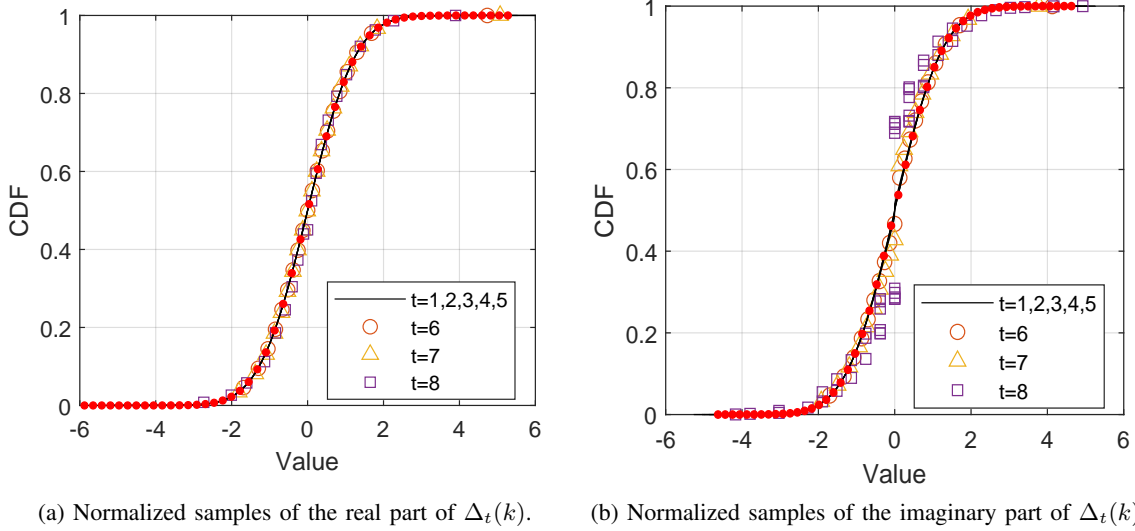 1
0.8
0.6
0.4
0.2
0
CDF
-6 -4 -2 0 2 4 6
Value
t=1,2,3,4,5
t=6
t=7
t=8
(a) Normalized samples of the real part of Δt(k).
1
0.8
0.6
0.4
0.2
0
CDF
-6 -4 -2 0 2 4 6
Value
t=1,2,3,4,5
t=6
t=7
t=8
(b) Normalized samples of the imaginary part of Δt(k)